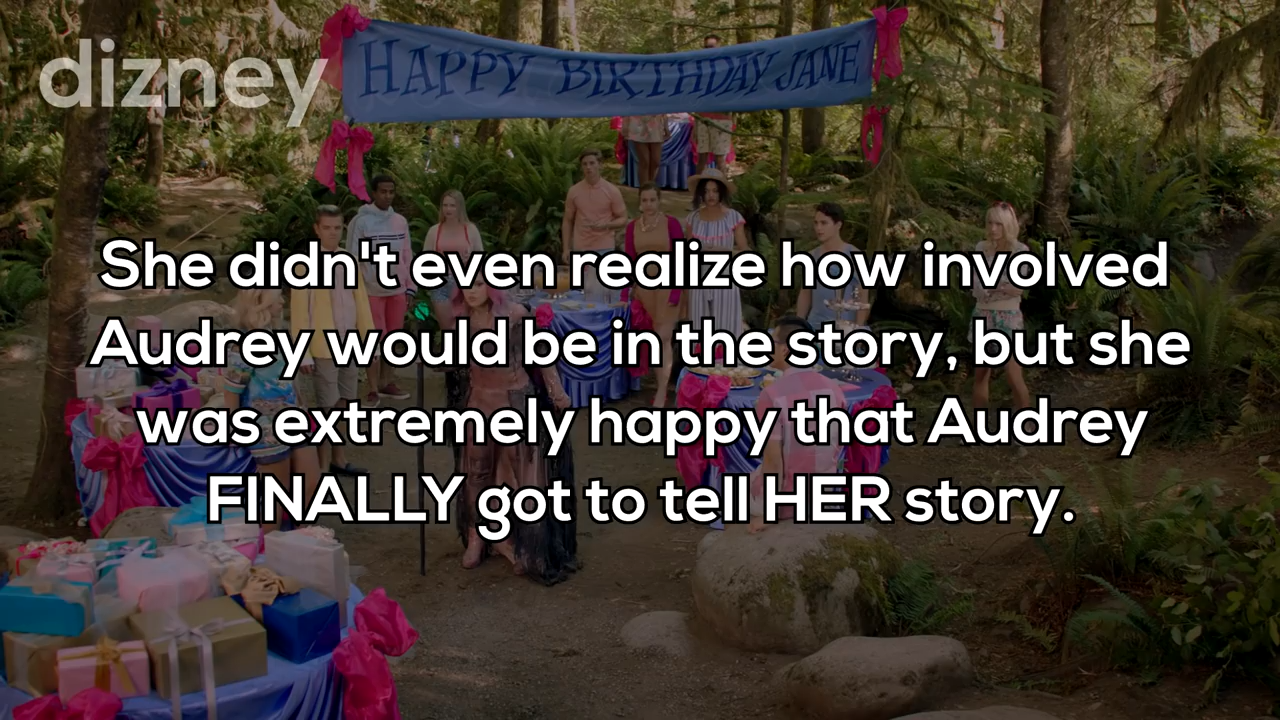 dizney
HAPPY BIRTHDAY JANE
She didn't even realize how involved
Audrey would be in the story, but she
was extremely happy that Audrey
FINALLY got to tell HER story.